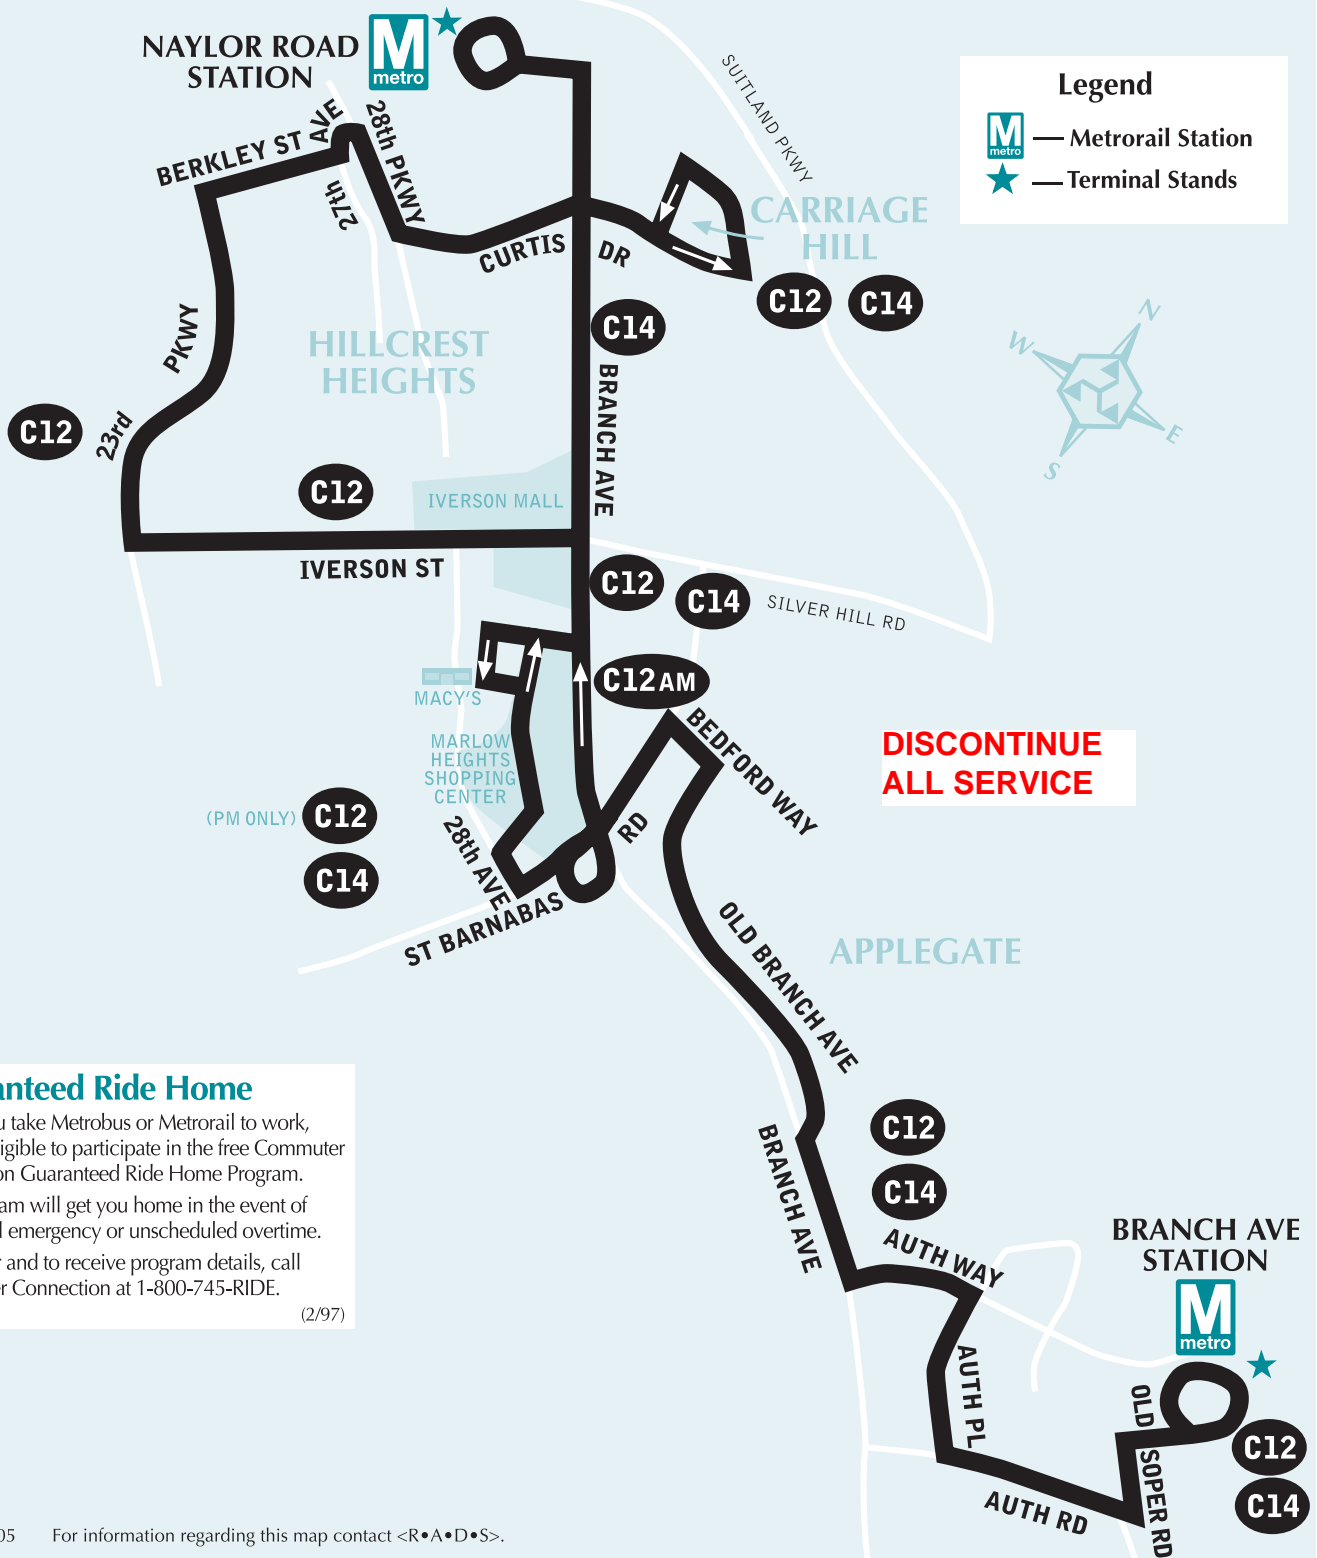 NAYLOR ROAD
STATION
M
metro
SUITLAND PKWY
Legend
M
metro
— Metrorail Station
— Terminal Stands
BERKLEY ST
27th AVE
28th PKWY
CURTIS DR
CARRIAGE
HILL
C12
C14
C14
HILLCREST
HEIGHTS
PKWY
23rd
C12
BRANCH AVE
N
W
E
S
C12
IVERSON MALL
IVERSON ST
C12
C14
SILVER HILL RD
C12 AM
MACY'S
BEDFORD WAY
DISCONTINUE
ALL SERVICE
MARLOW
HEIGHTS
SHOPPING
CENTER
(PM ONLY) C12
C14
28th AVE
ST BARNABAS RD
OLD BRANCH AVE
APPLEGATE
anteed Ride Home
u take Metrobus or Metrorail to work,
igible to participate in the free Commuter
on Guaranteed Ride Home Program.
am will get you home in the event of
l emergency or unscheduled overtime.
r and to receive program details, call
er Connection at 1-800-745-RIDE.
(2/97)
BRANCH AVE
C12
C14
AUTH WAY
BRANCH AVE
STATION
M
metro
AUTH PL
OLD SOPER RD
C12
C14
AUTH RD
05 For information regarding this map contact <R•A•D•S>.